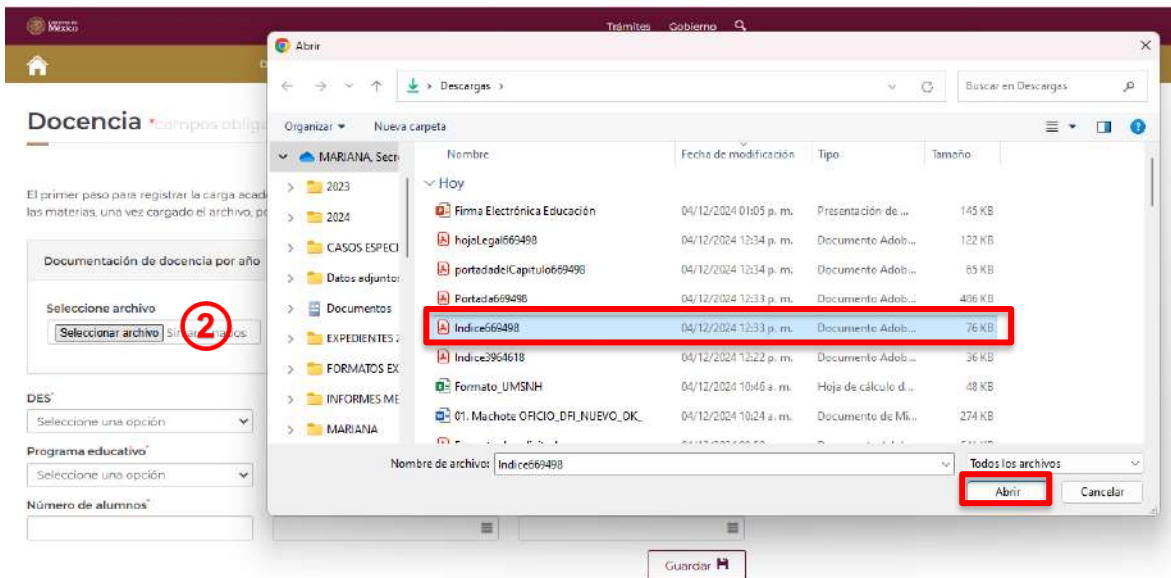 México
Trámites Gobierno
Abrir
Descargas
Buscar en Descargas
Docencia *campos oblig
Organizar Nueva carpeta
MARIANA, Secr
Nombre Fecha de modificación Tipo Tamaño
2023
Hoy
El primer paso para registrar la carga acad
las materias, una vez cargado el archivo, po
Firma Electrónica Educación 04/12/2024 01:05 p. m. Presentación de ... 145 KB
2024
hojaLegal669498 04/12/2024 12:34 p. m. Documento Adob... 122 KB
CASOS ESPECI
Documentación de docencia por año
portadadelCapitulo669498 04/12/2024 12:34 p. m. Documento Adob... 65 KB
Datos adjuntos
Portada669498 04/12/2024 12:33 p. m. Documento Adob... 486 KB
Seleccione archivo
Documentos
Seleccionar archivo Sin
2
Indice669498 04/12/2024 12:33 p. m. Documento Adob... 76 KB
EXPEDIENTES
Indice3964618 04/12/2024 12:22 p. m. Documento Adob... 36 KB
FORMATOS EX
Formato_UMSNH 04/12/2024 10:46 a. m. Hoja de cálculo d... 48 KB
DES*
INFORMES ME
Seleccione una opción
01. Machote OFICIO_DFI_NUEVO_OK_ 04/12/2024 10:24 a. m. Documento de Mi... 274 KB
MARIANA
Programa educativo*
Nombre de archivo: Indice669498 Todos los archivos
Seleccione una opción
Abrir Cancelar
Número de alumnos*
Guardar